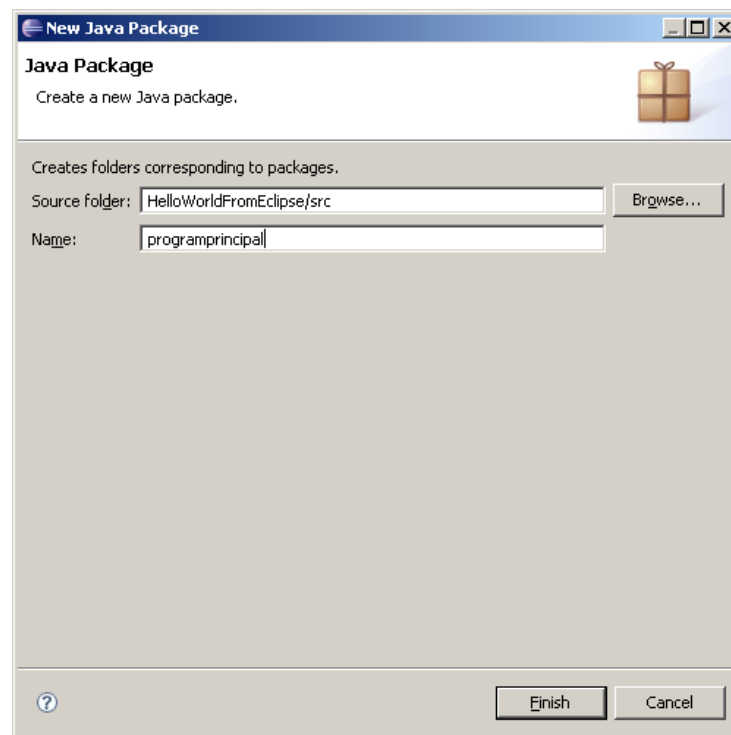 New Java Package
Java Package
Create a new Java package.
Creates folders corresponding to packages.
Source folder: HelloWorldFromEclipse/src Browse...
Name: programprincipal
? Finish Cancel